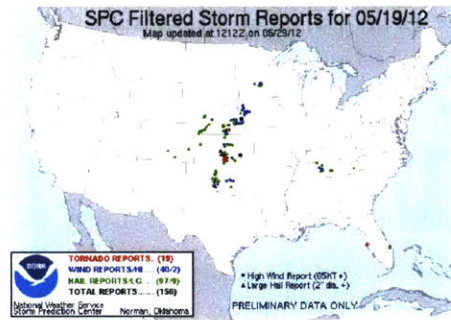 SPC Filtered Storm Reports for 05/19/12
Map updated at 1212Z on 05/29/12
TORNADO REPORTS.. (19)
WIND REPORTS/HI.... (40/2)
HAIL REPORTS/LG.... (97/9)
TOTAL REPORTS...... (156)
National Weather Service
Storm Prediction Center Norman, Oklahoma
High Wind Report (65KT +)
Large Hail Report (2" dia. +)
PRELIMINARY DATA ONLY